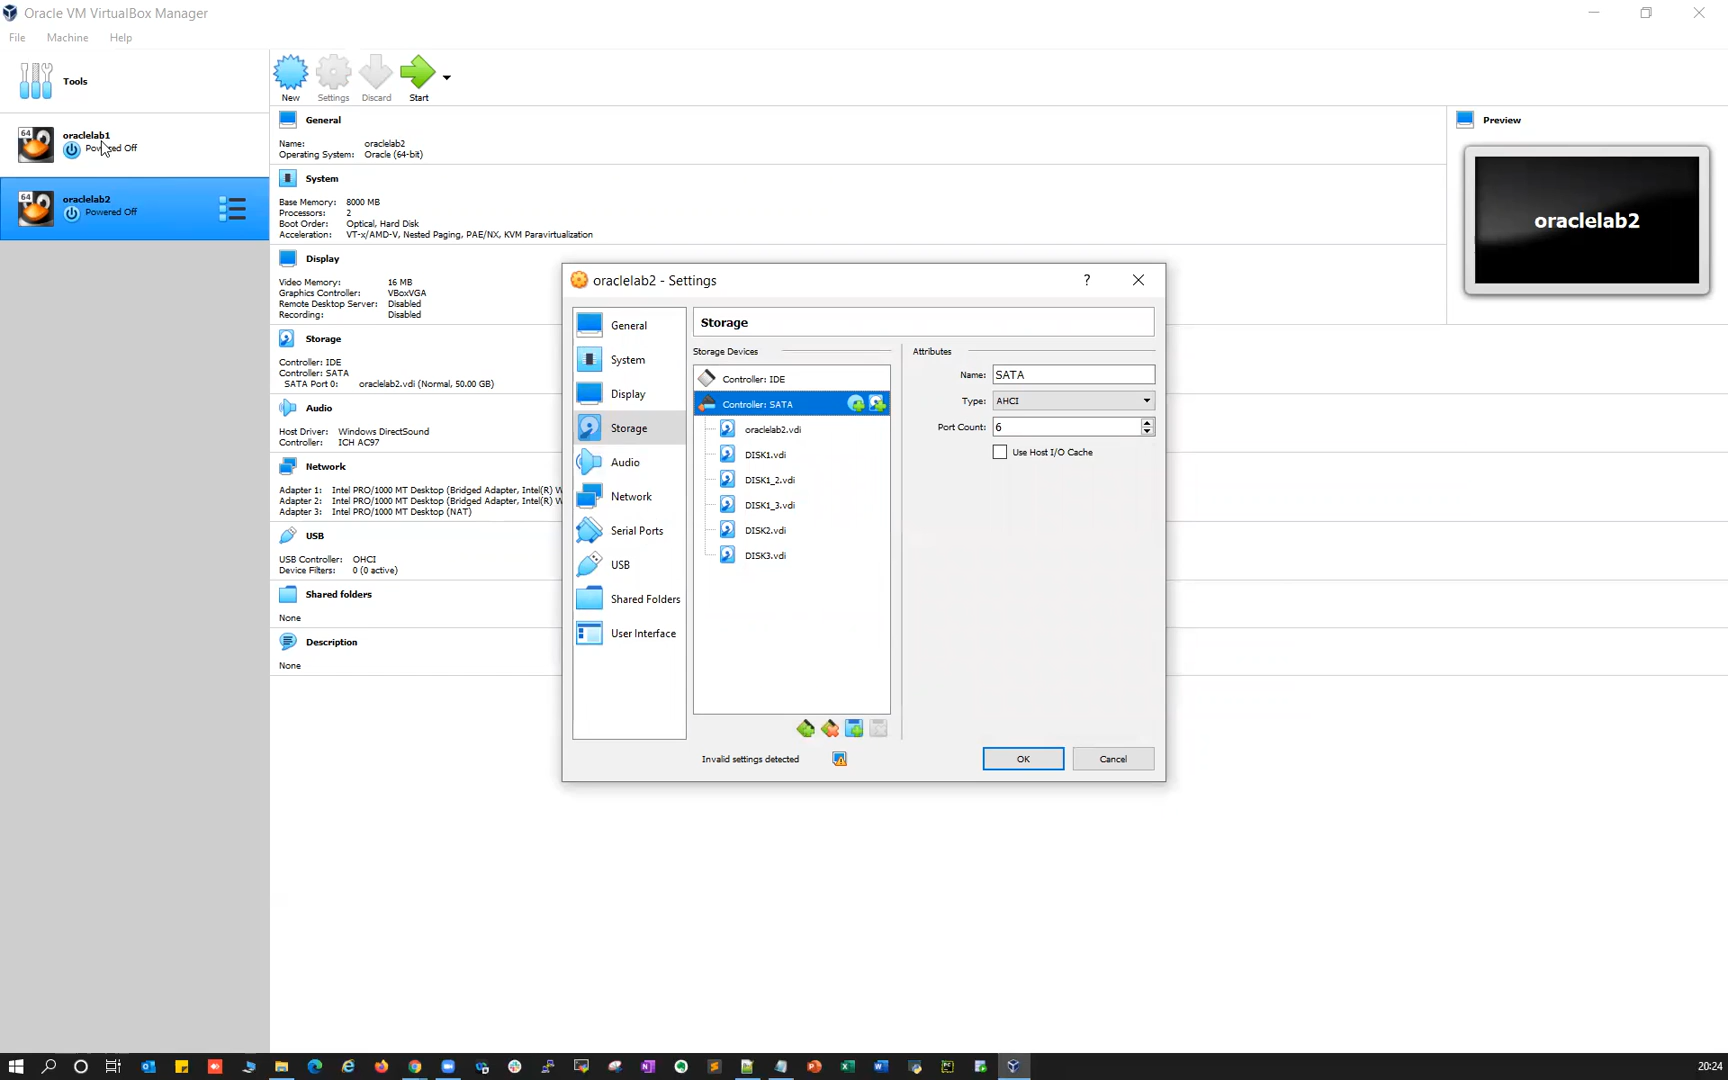 Oracle VM VirtualBox Manager
File Machine Help
Tools
New Settings Discard Start
64 oraclelab1
Powered Off
64 oraclelab2
Powered Off
General
Name: oraclelab2
Operating System: Oracle (64-bit)
System
Base Memory: 8000 MB
Processors: 2
Boot Order: Optical, Hard Disk
Acceleration: VT-x/AMD-V, Nested Paging, PAE/NX, KVM Paravirtualization
Display
Video Memory: 16 MB
Graphics Controller: VBoxVGA
Remote Desktop Server: Disabled
Recording: Disabled
Storage
Controller: IDE
Controller: SATA
SATA Port 0: oraclelab2.vdi (Normal, 50.00 GB)
Audio
Host Driver: Windows DirectSound
Controller: ICH AC97
Network
Adapter 1: Intel PRO/1000 MT Desktop (Bridged Adapter, Intel(R) W
Adapter 2: Intel PRO/1000 MT Desktop (Bridged Adapter, Intel(R) W
Adapter 3: Intel PRO/1000 MT Desktop (NAT)
USB
USB Controller: OHCI
Device Filters: 0 (0 active)
Shared folders
None
Description
None
Preview
oraclelab2
oraclelab2 - Settings
?
General
System
Display
Storage
Audio
Network
Serial Ports
USB
Shared Folders
User Interface
Storage
Storage Devices
Controller: IDE
Controller: SATA
oraclelab2.vdi
DISK1.vdi
DISK1_2.vdi
DISK1_3.vdi
DISK2.vdi
DISK3.vdi
Attributes
Name: SATA
Type: AHCI
Port Count: 6
Use Host I/O Cache
Invalid settings detected
OK Cancel
20:24